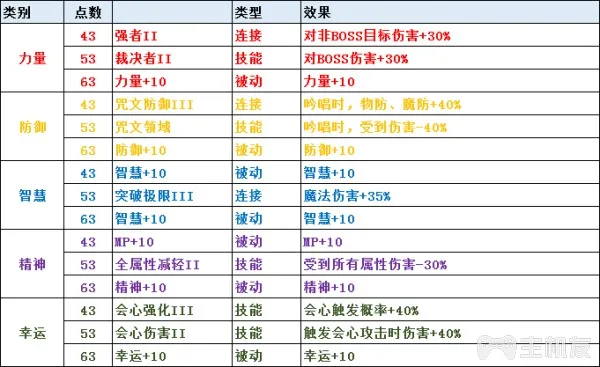 类别 点数 类型 效果
力量 43 强者II 连接 对非BOSS目标伤害+30%
53 裁决者II 技能 对BOSS伤害+30%
63 力量+10 被动 力量+10
防御 43 咒文防御III 连接 吟唱时，物防、魔防+40%
53 咒文领域 技能 吟唱时，受到伤害-40%
63 防御+10 被动 防御+10
智慧 43 智慧+10 被动 智慧+10
53 突破极限III 连接 魔法伤害+35%
63 智慧+10 被动 智慧+10
精神 43 MP+10 被动 MP+10
53 全属性减轻II 技能 受到所有属性伤害-30%
63 精神+10 被动 精神+10
幸运 43 会心强化III 技能 会心触发概率+40%
53 会心伤害II 技能 触发会心攻击时伤害+40%
63 幸运+10 被动 幸运+10
主机友